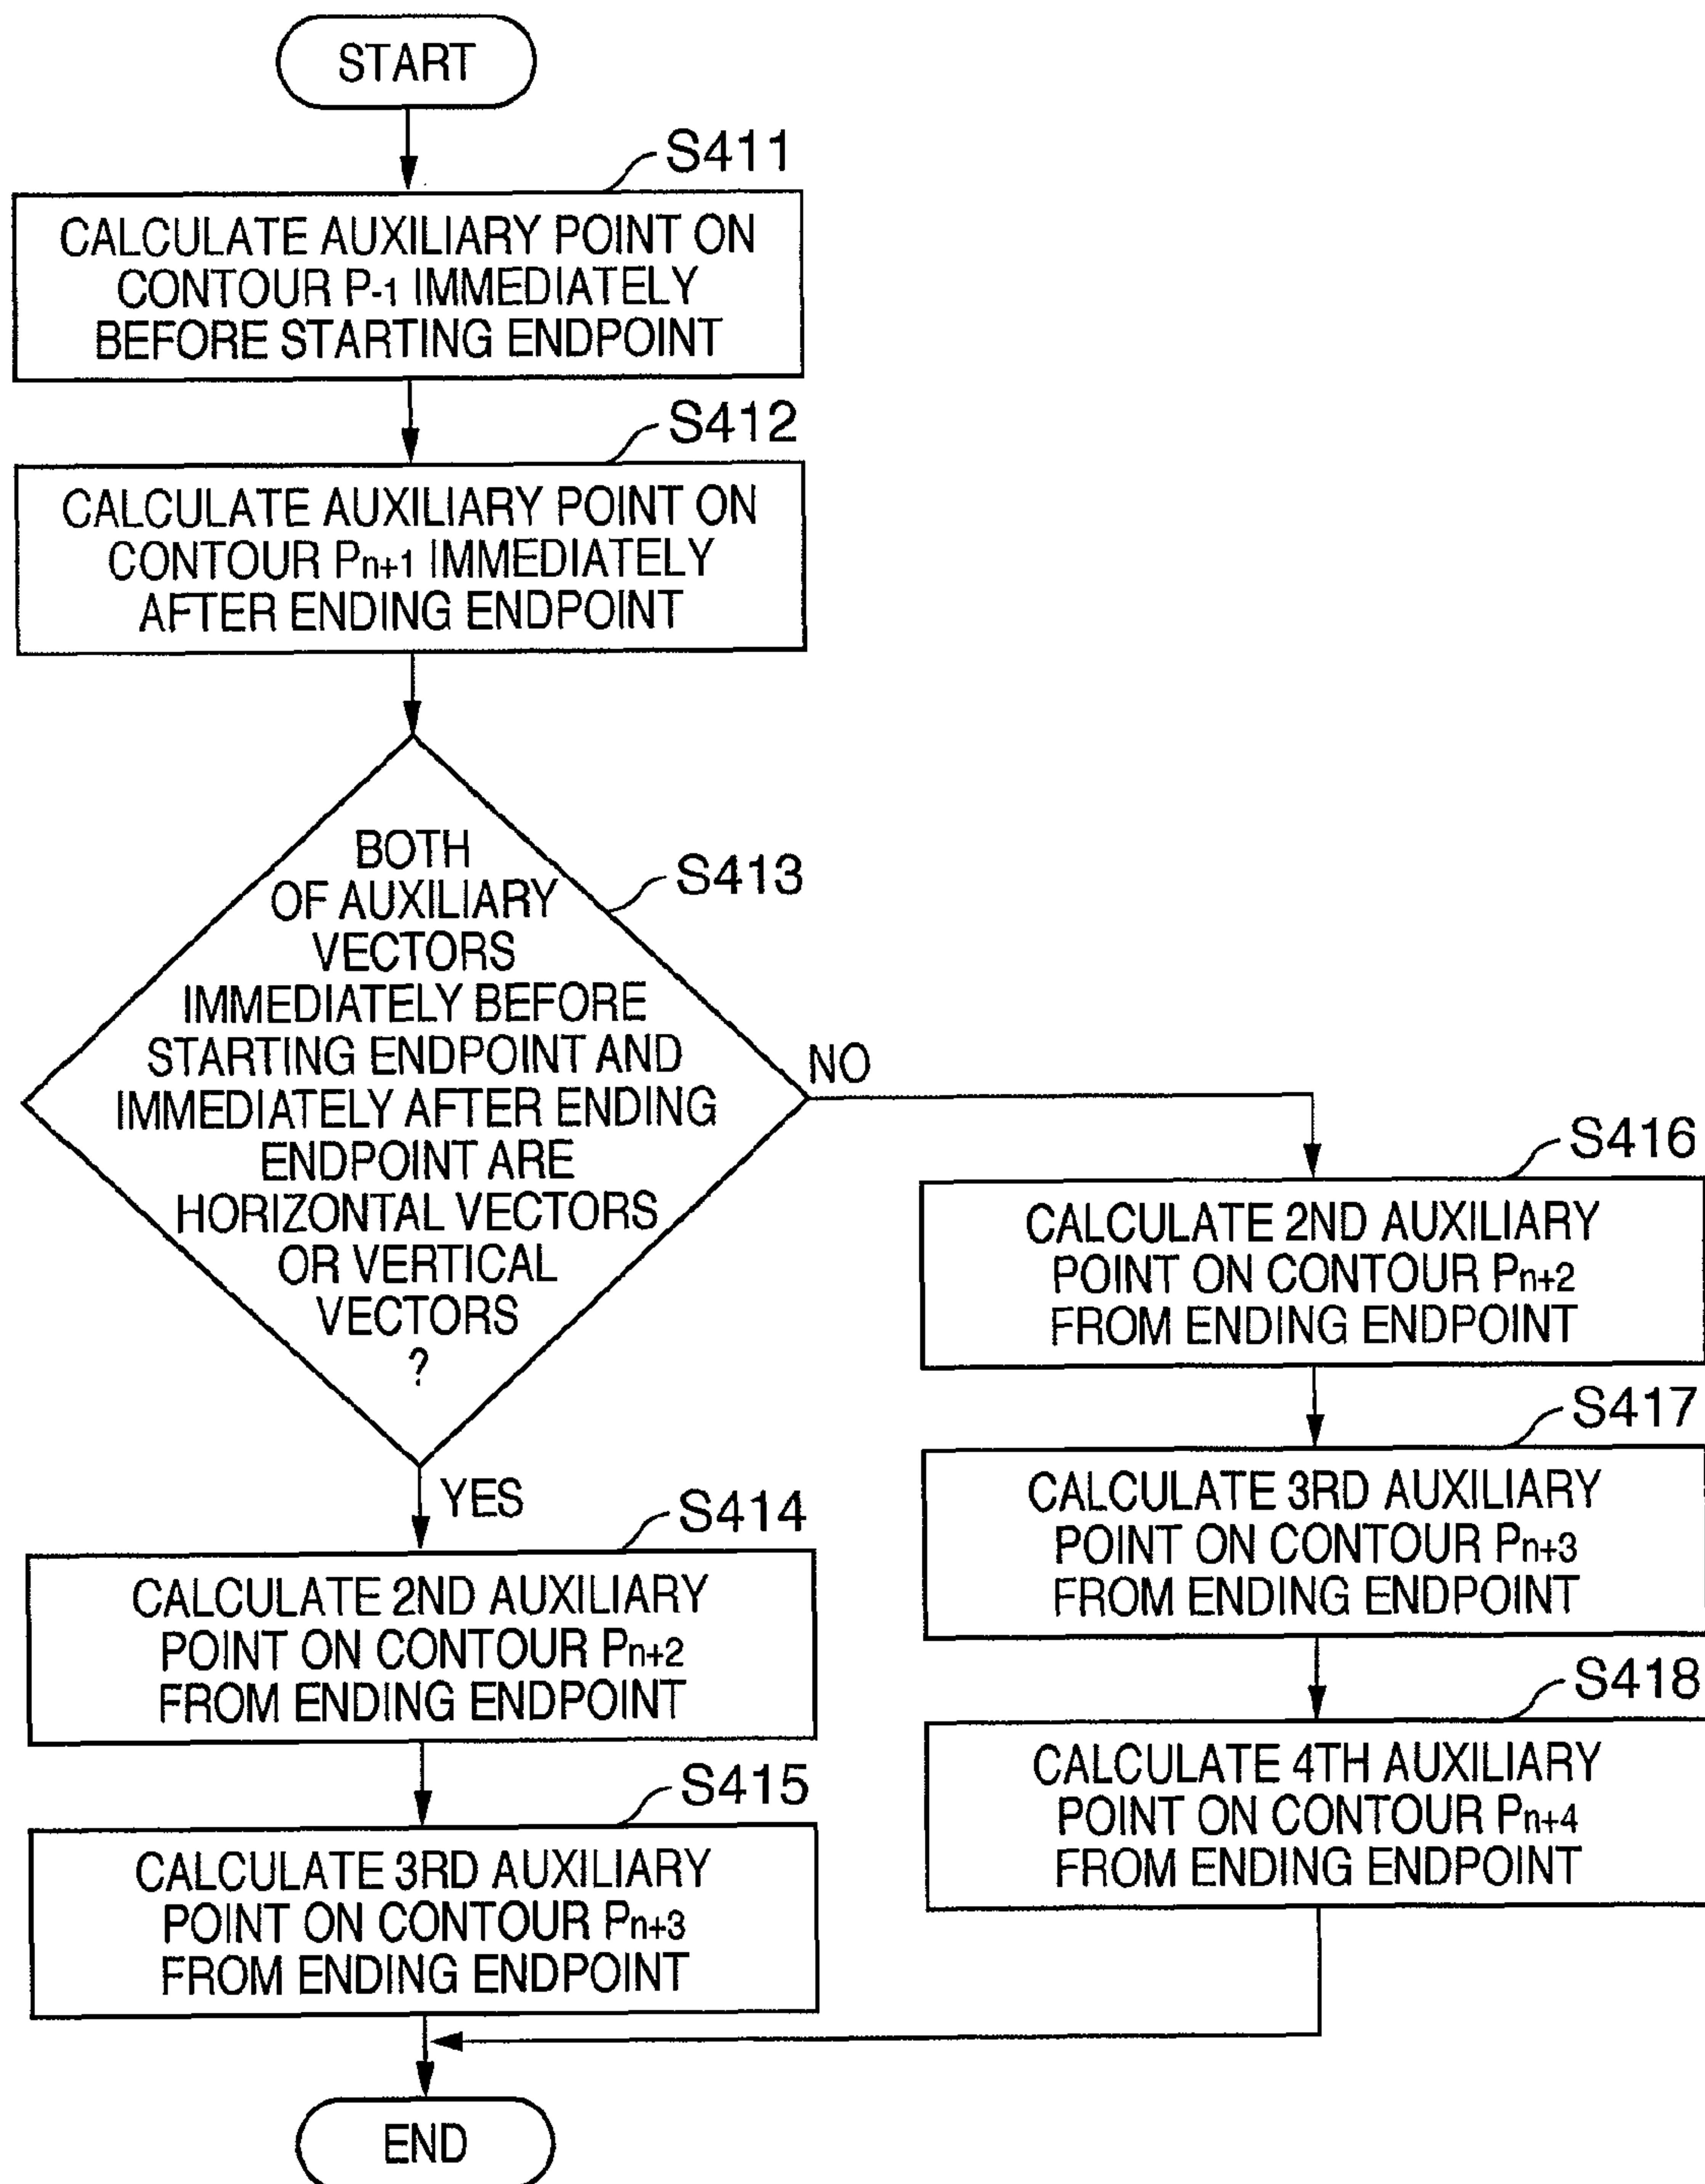 START
S411
CALCULATE AUXILIARY POINT ON
CONTOUR P-1 IMMEDIATELY
BEFORE STARTING ENDPOINT
S412
CALCULATE AUXILIARY POINT ON
CONTOUR Pn+1 IMMEDIATELY
AFTER ENDING ENDPOINT
S413
BOTH
OF AUXILIARY
VECTORS
IMMEDIATELY BEFORE
STARTING ENDPOINT AND
IMMEDIATELY AFTER ENDING
ENDPOINT ARE
HORIZONTAL VECTORS
OR VERTICAL
VECTORS
?
NO
YES
S414
CALCULATE 2ND AUXILIARY
POINT ON CONTOUR Pn+2
FROM ENDING ENDPOINT
S415
CALCULATE 3RD AUXILIARY
POINT ON CONTOUR Pn+3
FROM ENDING ENDPOINT
S416
CALCULATE 2ND AUXILIARY
POINT ON CONTOUR Pn+2
FROM ENDING ENDPOINT
S417
CALCULATE 3RD AUXILIARY
POINT ON CONTOUR Pn+3
FROM ENDING ENDPOINT
S418
CALCULATE 4TH AUXILIARY
POINT ON CONTOUR Pn+4
FROM ENDING ENDPOINT
END